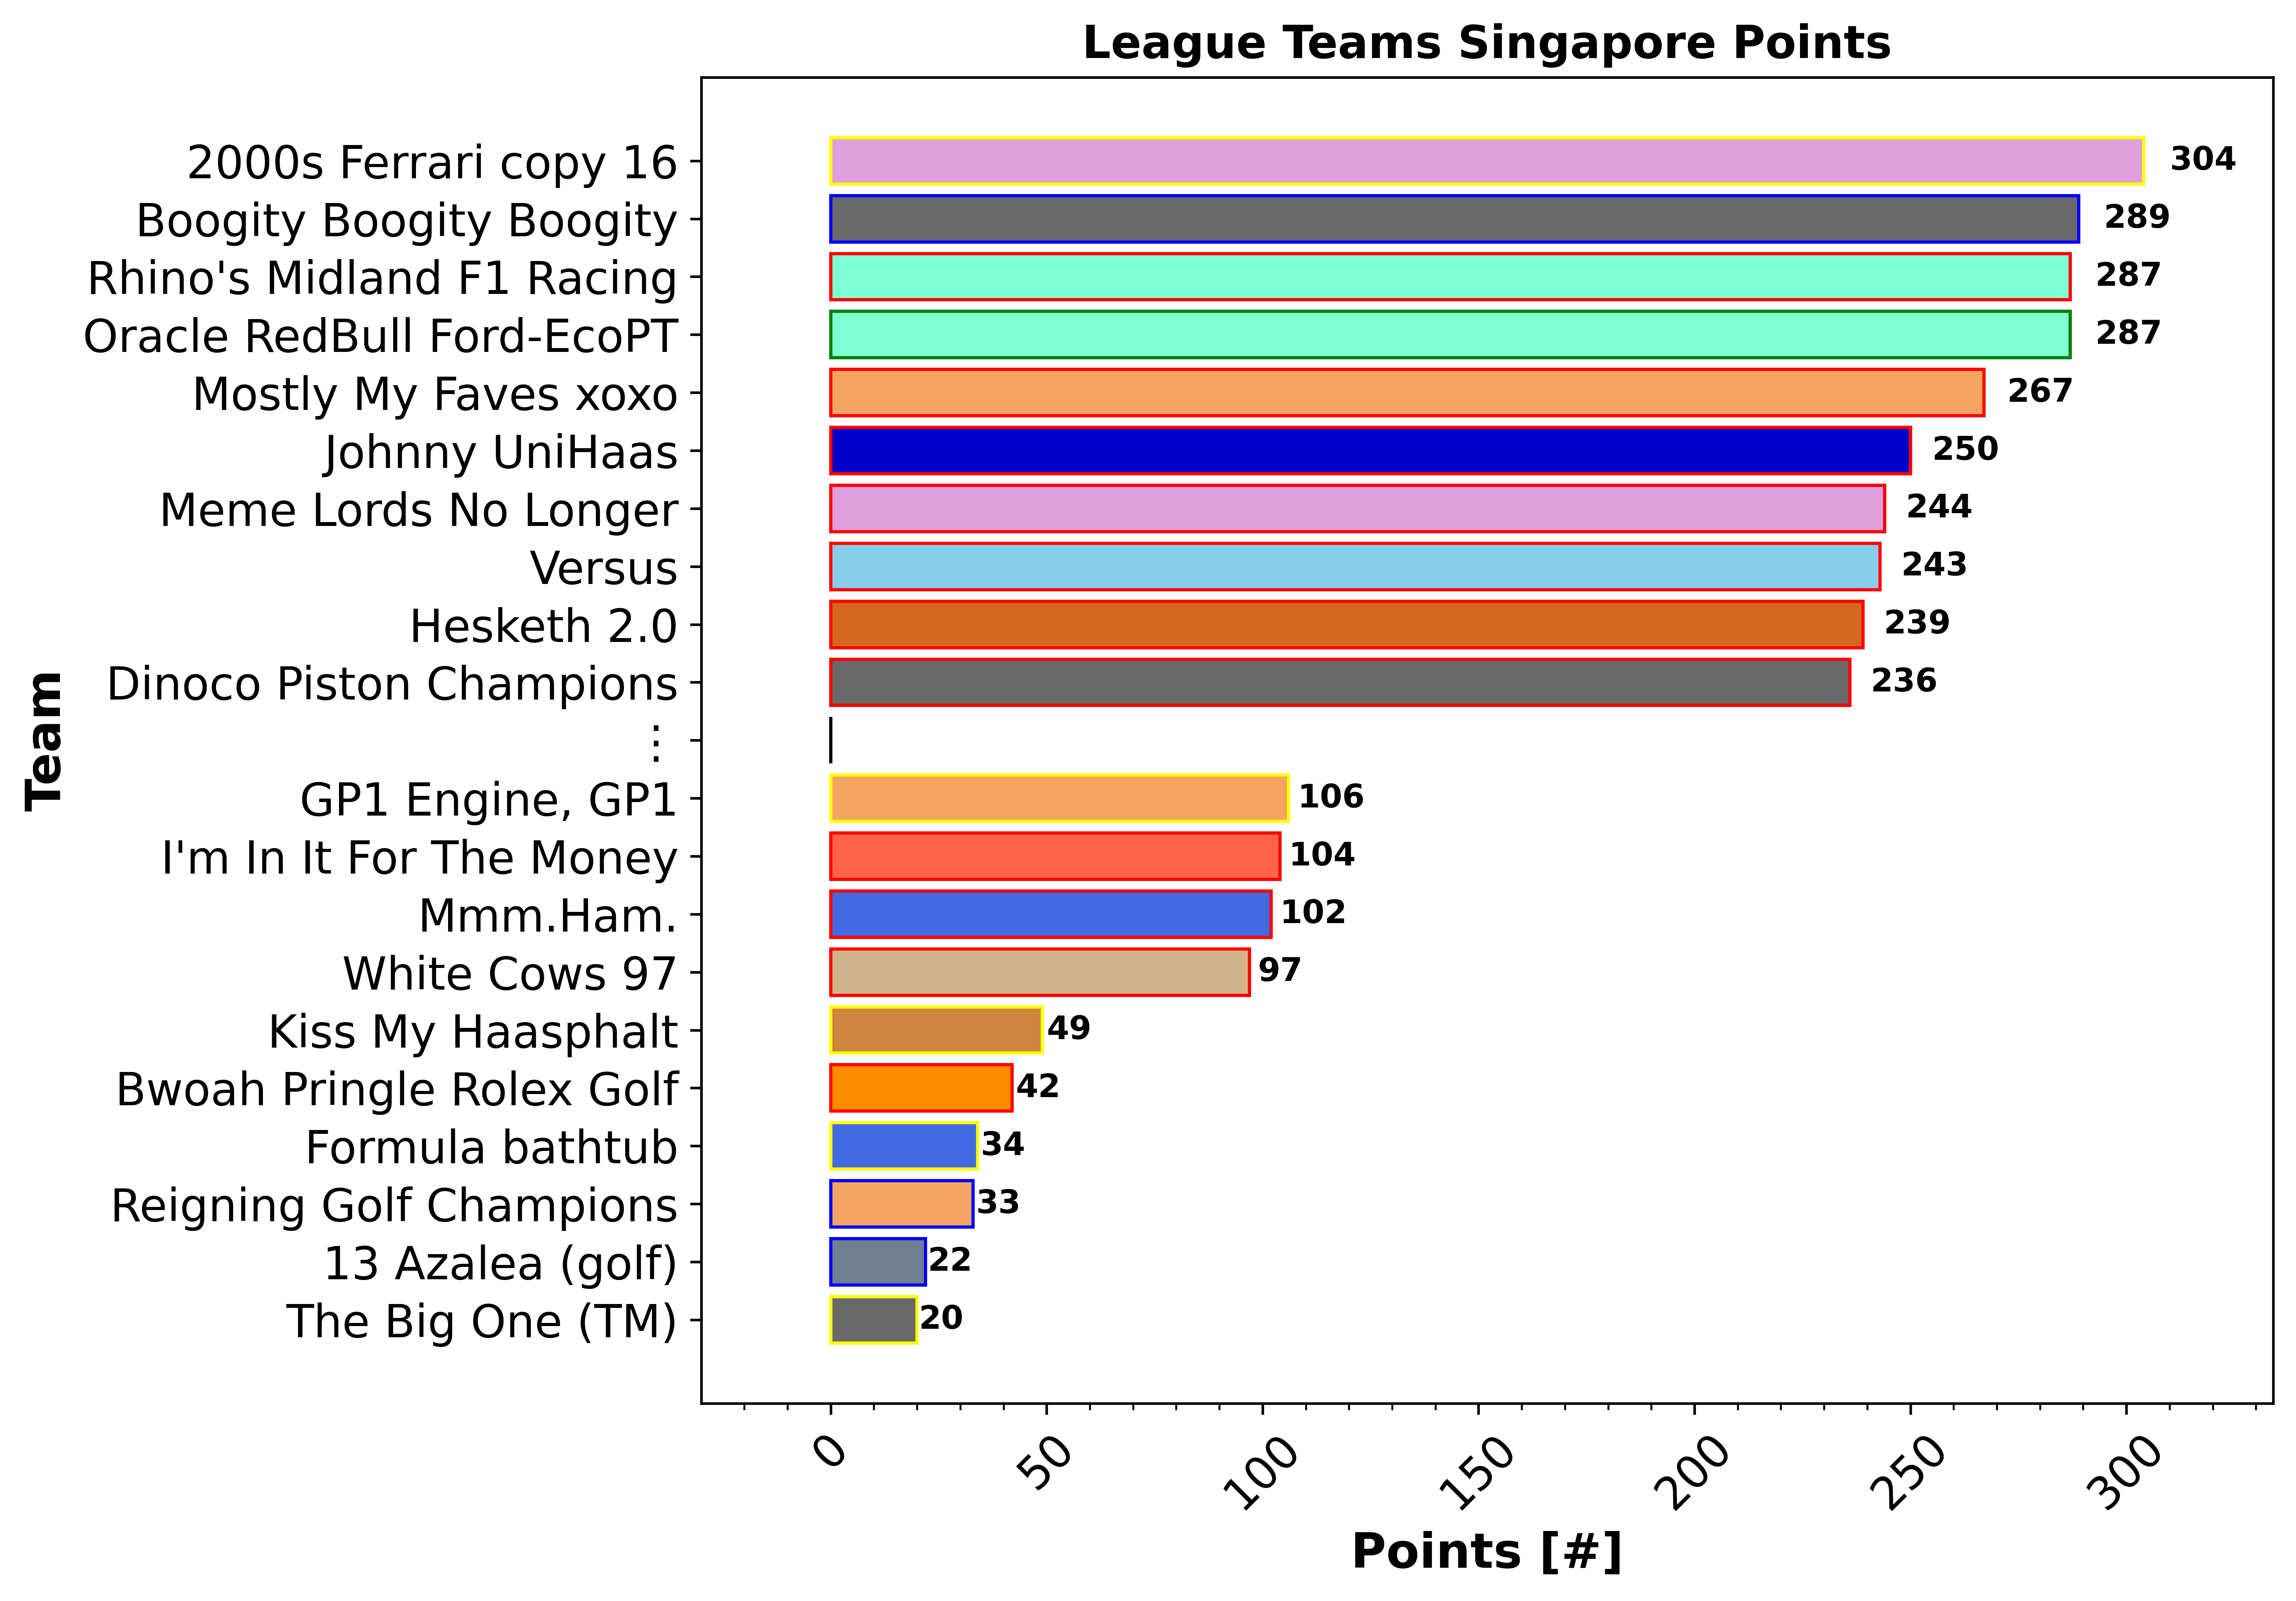 League Teams Singapore Points
2000s Ferrari copy 16 304
Boogity Boogity Boogity 289
Rhino's Midland F1 Racing 287
Oracle RedBull Ford-EcoPT 287
Mostly My Faves xoxo 267
Johnny UniHaas 250
Meme Lords No Longer 244
Versus 243
Hesketh 2.0 239
Dinoco Piston Champions 236
⋮
GP1 Engine, GP1 106
I'm In It For The Money 104
Mmm.Ham. 102
White Cows 97 97
Kiss My Haasphalt 49
Bwoah Pringle Rolex Golf 42
Formula bathtub 34
Reigning Golf Champions 33
13 Azalea (golf) 22
The Big One (TM) 20
Team
0 50 100 150 200 250 300
Points [#]